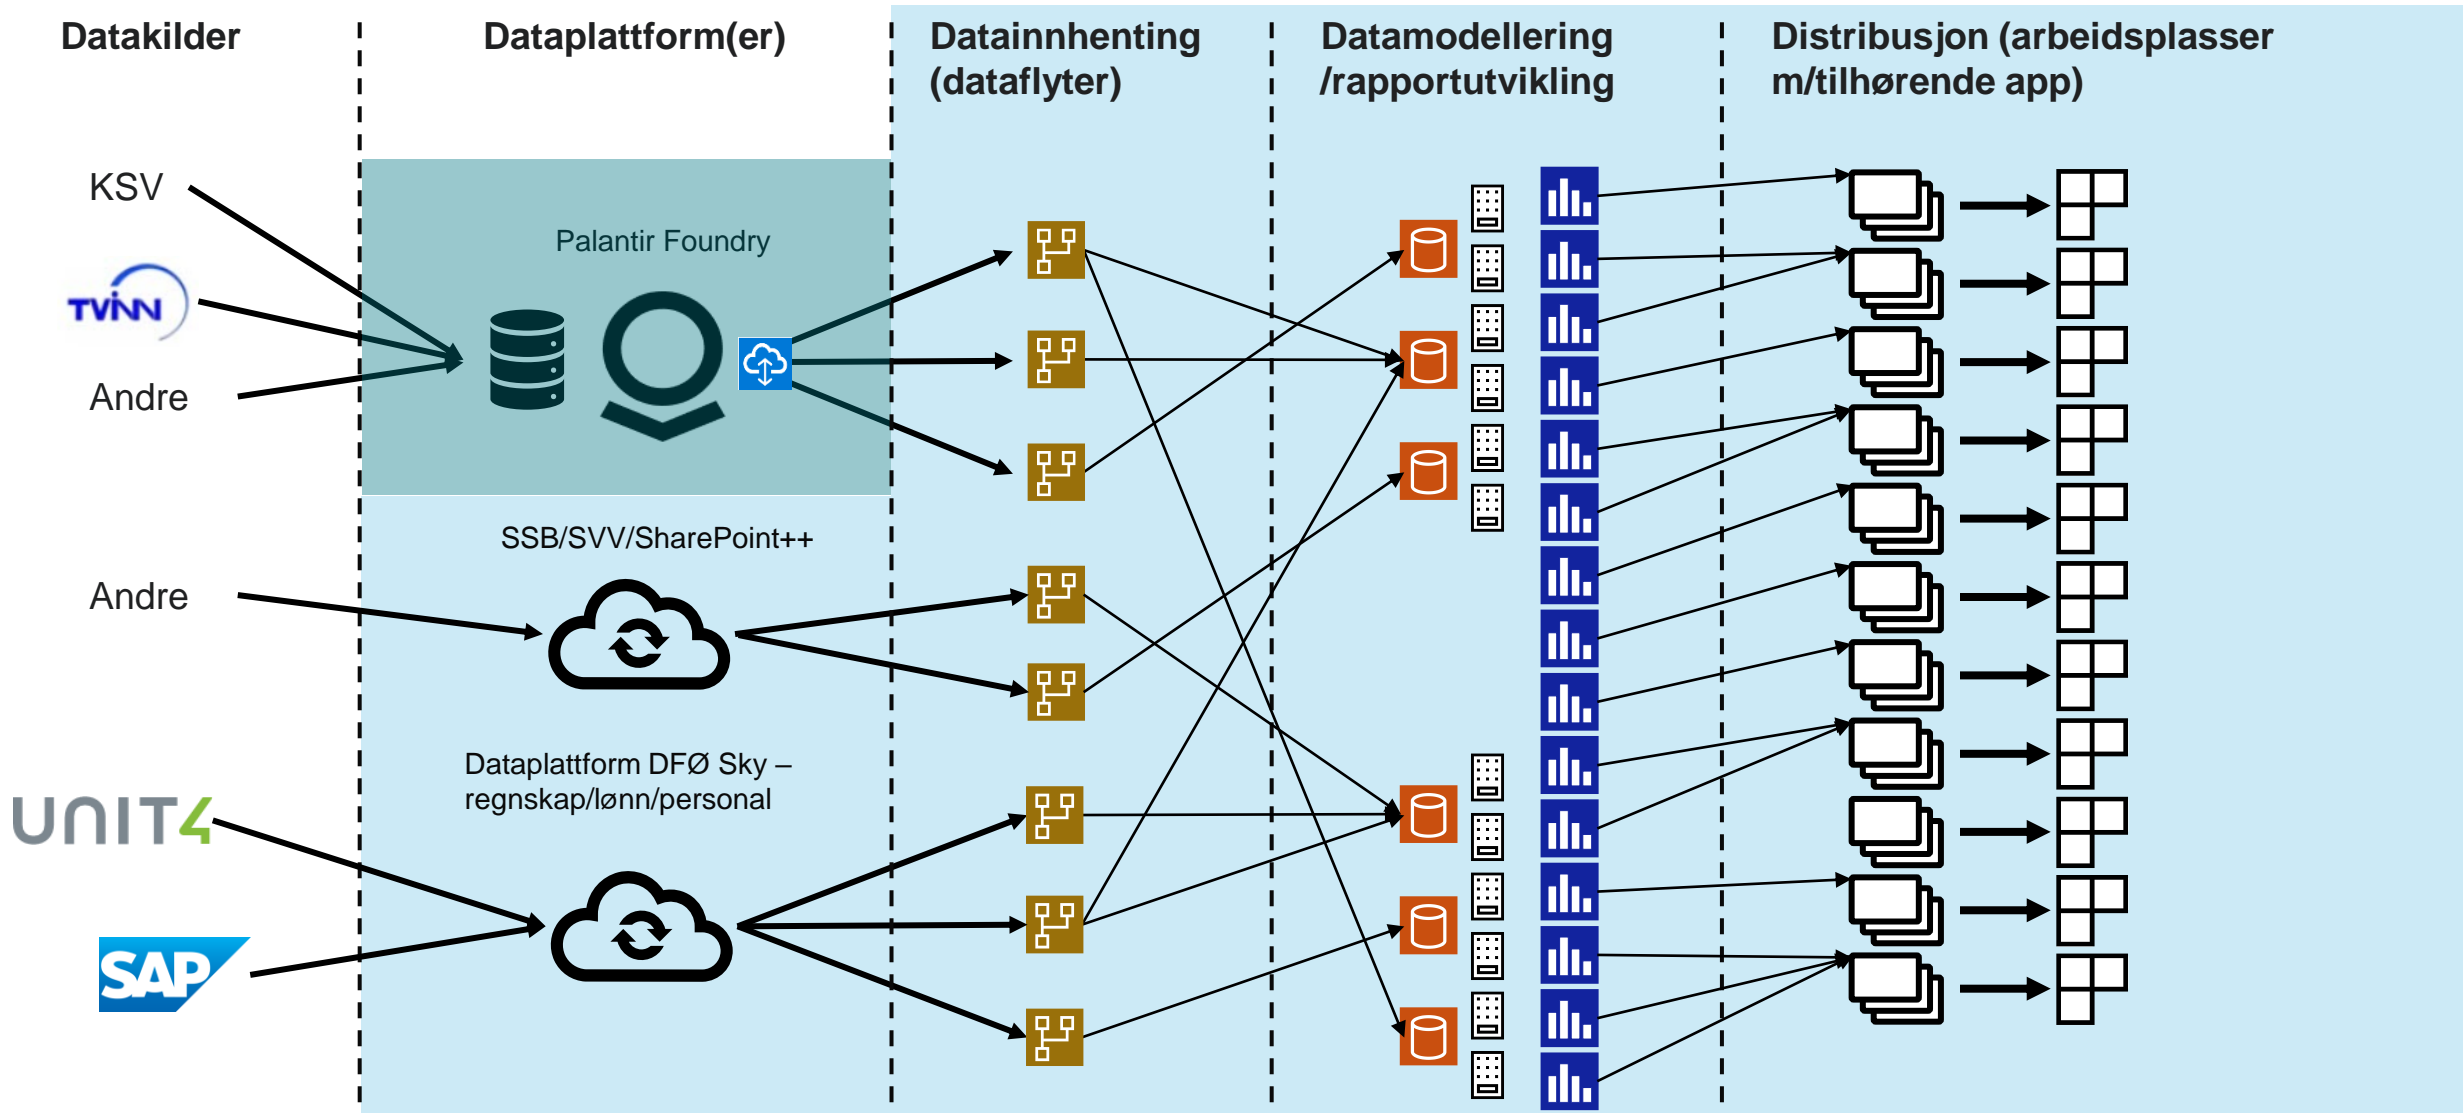 Datakilder
Dataplattform(er)
Datainnhenting
(dataflyter)
Datamodellering
/rapportutvikling
Distribusjon (arbeidsplasser
m/tilhørende app)
KSV
TVINN
Andre
Palantir Foundry
Andre
SSB/SVV/SharePoint++
UNIT4
SAP
Dataplattform DFØ Sky –
regnskap/lønn/personal